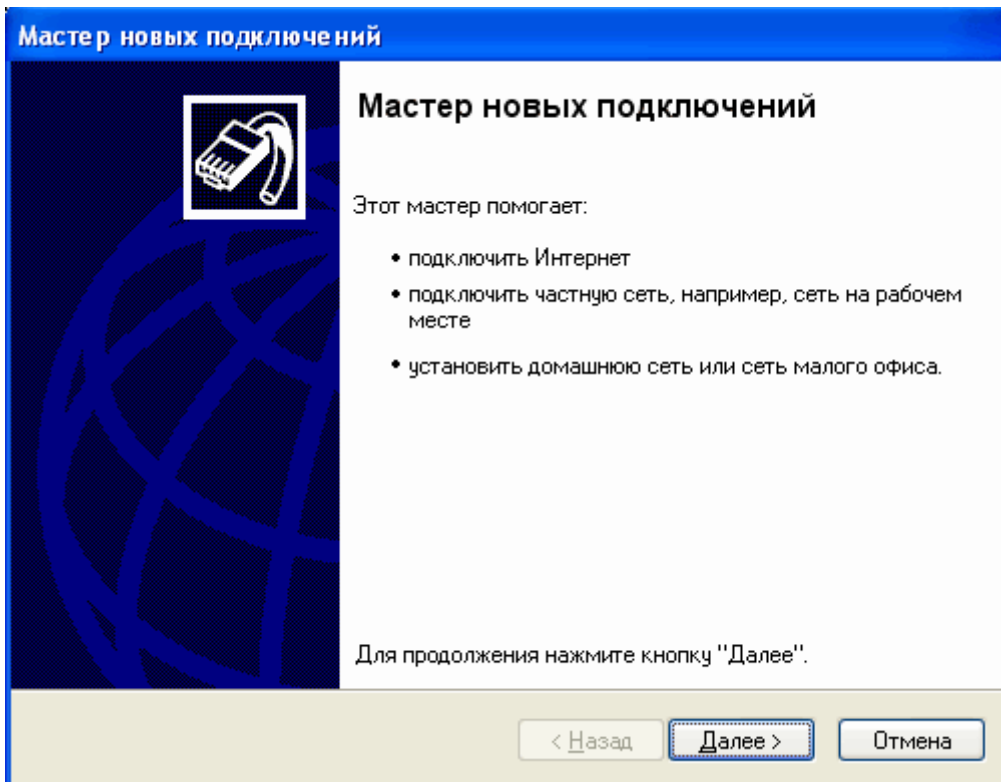 Мастер новых подключений
Мастер новых подключений
Этот мастер помогает:
• подключить Интернет
• подключить частную сеть, например, сеть на рабочем
месте
• установить домашнюю сеть или сеть малого офиса.
Для продолжения нажмите кнопку "Далее".
< Назад Далее > Отмена